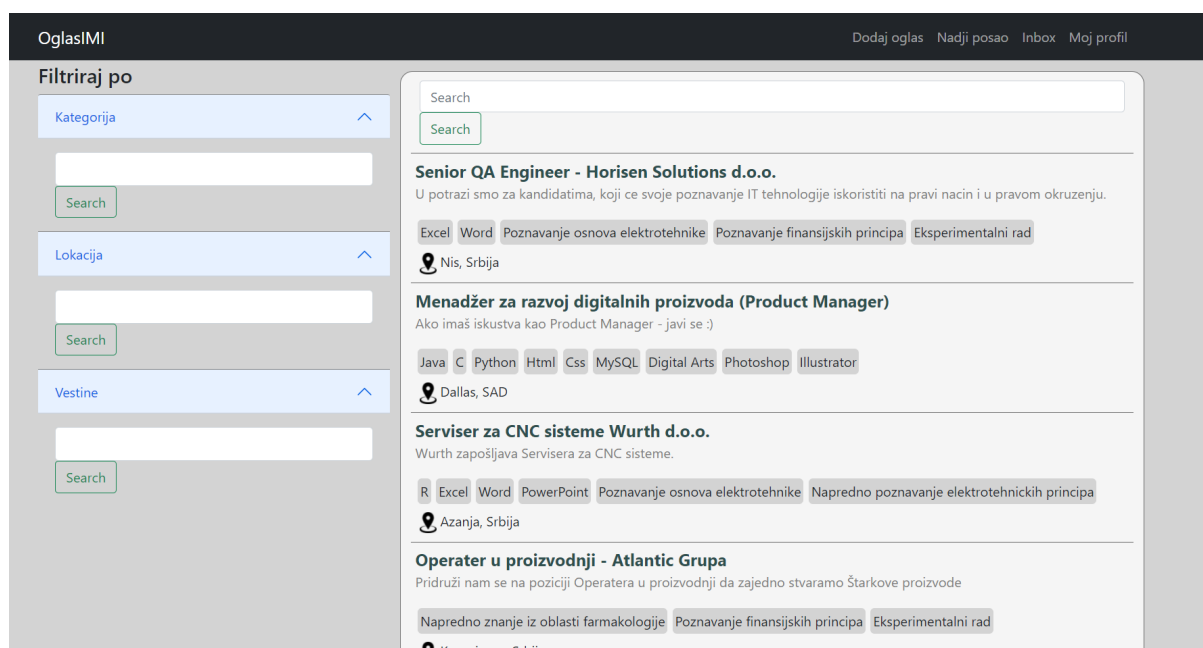 OglasIMI
Dodaj oglas Nadji posao Inbox Moj profil
Filtriraj po
Kategorija
Search
Lokacija
Search
Vestine
Search
Search
Search
Senior QA Engineer - Horisen Solutions d.o.o.
U potrazi smo za kandidatima, koji ce svoje poznavanje IT tehnologije iskoristiti na pravi nacin i u pravom okruzenju.
Excel Word Poznavanje osnova elektrotehnike Poznavanje finansijskih principa Eksperimentalni rad
Nis, Srbija
Menadžer za razvoj digitalnih proizvoda (Product Manager)
Ako imaš iskustva kao Product Manager - javi se :)
Java C Python Html Css MySQL Digital Arts Photoshop Illustrator
Dallas, SAD
Serviser za CNC sisteme Wurth d.o.o.
Wurth zapošljava Servisera za CNC sisteme.
R Excel Word PowerPoint Poznavanje osnova elektrotehnike Napredno poznavanje elektrotehnickih principa
Azanja, Srbija
Operater u proizvodnji - Atlantic Grupa
Pridruži nam se na poziciji Operatera u proizvodnji da zajedno stvaramo Štarkove proizvode
Napredno znanje iz oblasti farmakologije Poznavanje finansijskih principa Eksperimentalni rad